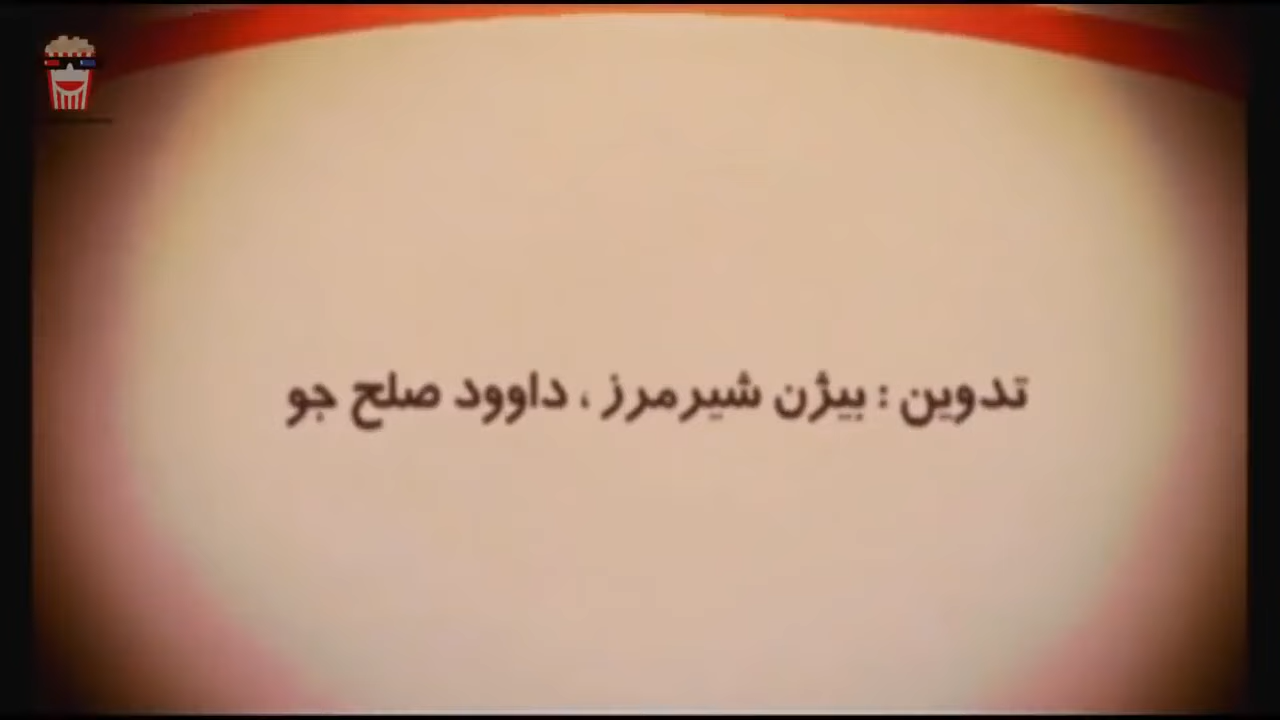 تدوین : بیژن شیرمرز ، داوود صلح جو